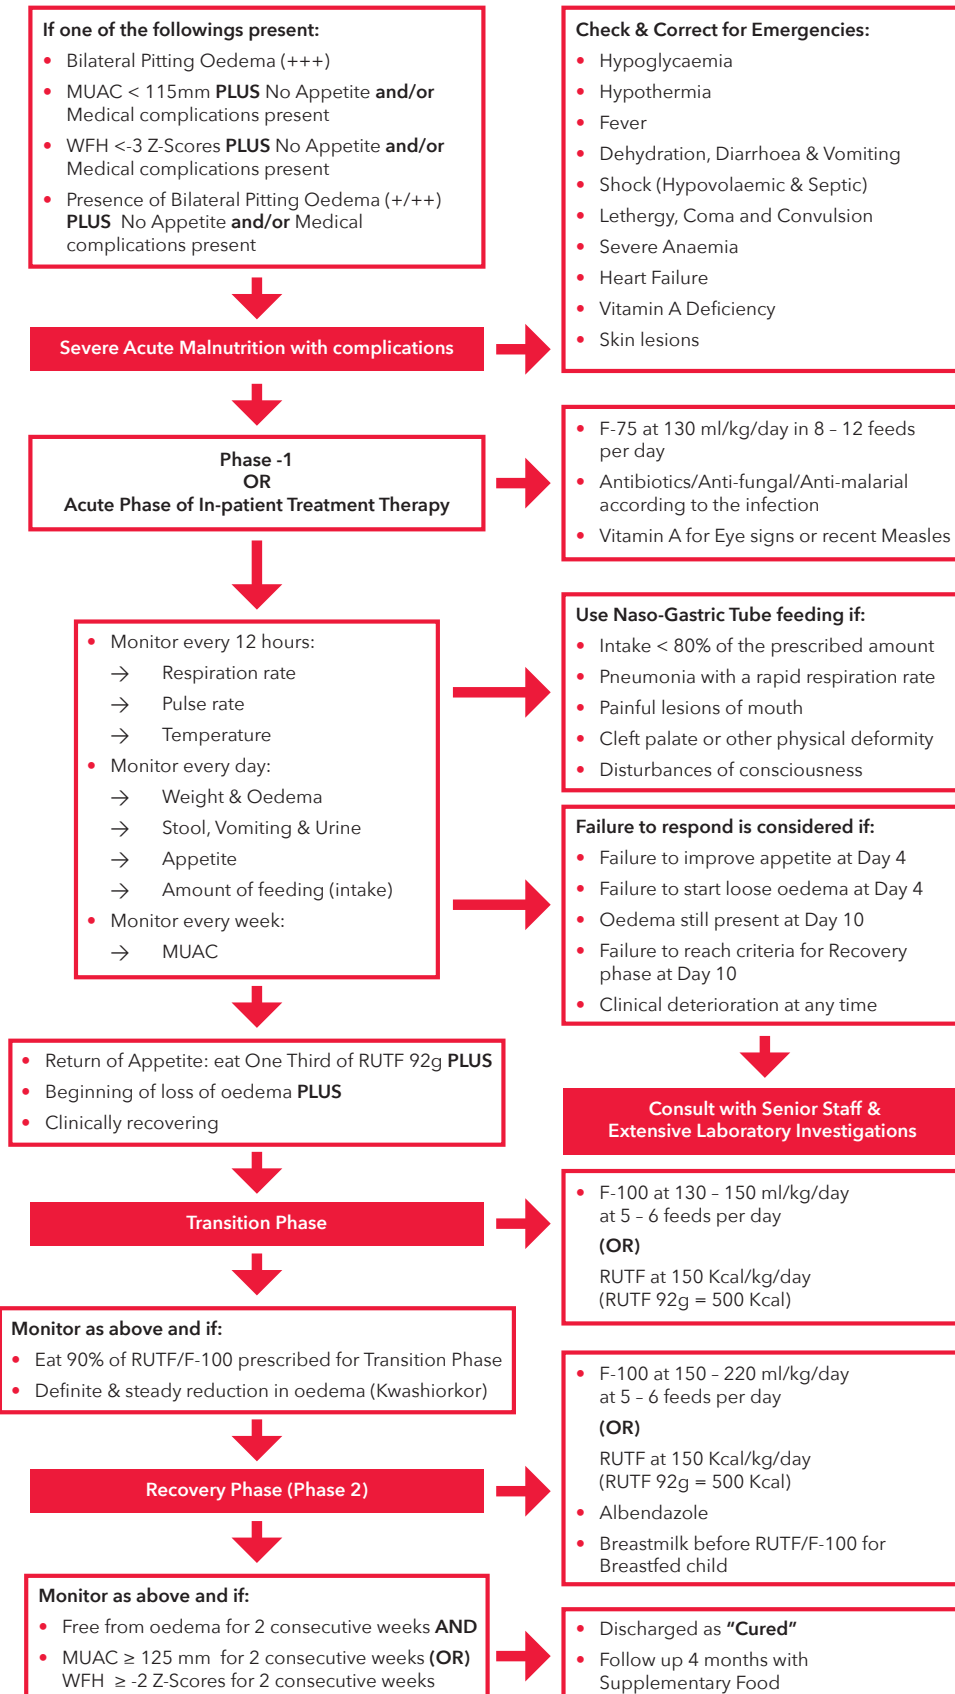 If one of the followings present:
• Bilateral Pitting Oedema (+++)
• MUAC < 115mm PLUS No Appetite and/or
Medical complications present
• WFH <-3 Z-Scores PLUS No Appetite and/or
Medical complications present
• Presence of Bilateral Pitting Oedema (+/++)
PLUS No Appetite and/or Medical
complications present
Check & Correct for Emergencies:
• Hypoglycaemia
• Hypothermia
• Fever
• Dehydration, Diarrhoea & Vomiting
• Shock (Hypovolaemic & Septic)
• Lethergy, Coma and Convulsion
• Severe Anaemia
• Heart Failure
• Vitamin A Deficiency
• Skin lesions
Severe Acute Malnutrition with complications
Phase -1
OR
Acute Phase of In-patient Treatment Therapy
• F-75 at 130 ml/kg/day in 8 – 12 feeds
per day
• Antibiotics/Anti-fungal/Anti-malarial
according to the infection
• Vitamin A for Eye signs or recent Measles
• Monitor every 12 hours:
→ Respiration rate
→ Pulse rate
→ Temperature
• Monitor every day:
→ Weight & Oedema
→ Stool, Vomiting & Urine
→ Appetite
→ Amount of feeding (intake)
• Monitor every week:
→ MUAC
Use Naso-Gastric Tube feeding if:
• Intake < 80% of the prescribed amount
• Pneumonia with a rapid respiration rate
• Painful lesions of mouth
• Cleft palate or other physical deformity
• Disturbances of consciousness
Failure to respond is considered if:
• Failure to improve appetite at Day 4
• Failure to start loose oedema at Day 4
• Oedema still present at Day 10
• Failure to reach criteria for Recovery
phase at Day 10
• Clinical deterioration at any time
• Return of Appetite: eat One Third of RUTF 92g PLUS
• Beginning of loss of oedema PLUS
• Clinically recovering
Consult with Senior Staff &
Extensive Laboratory Investigations
Transition Phase
• F-100 at 130 – 150 ml/kg/day
at 5 – 6 feeds per day
(OR)
RUTF at 150 Kcal/kg/day
(RUTF 92g = 500 Kcal)
Monitor as above and if:
• Eat 90% of RUTF/F-100 prescribed for Transition Phase
• Definite & steady reduction in oedema (Kwashiorkor)
Recovery Phase (Phase 2)
• F-100 at 150 – 220 ml/kg/day
at 5 – 6 feeds per day
(OR)
RUTF at 150 Kcal/kg/day
(RUTF 92g = 500 Kcal)
• Albendazole
• Breastmilk before RUTF/F-100 for
Breastfed child
Monitor as above and if:
• Free from oedema for 2 consecutive weeks AND
• MUAC ≥ 125 mm for 2 consecutive weeks (OR)
WFH ≥ -2 Z-Scores for 2 consecutive weeks
• Discharged as "Cured"
• Follow up 4 months with
Supplementary Food